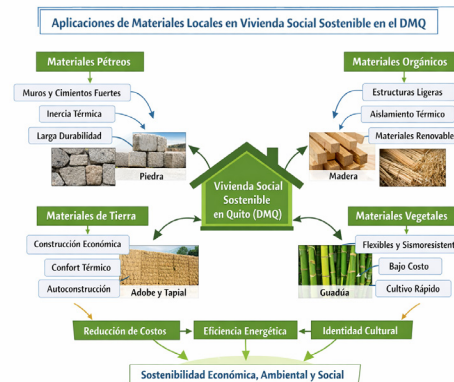 Aplicaciones de Materiales Locales en Vivienda Social Sostenible en el DMQ
Materiales Pétreos
Muros y Cimientos Fuertes
Inercia Térmica
Larga Durabilidad
Piedra
Materiales Orgánicos
Estructuras Ligeras
Aislamiento Térmico
Materiales Renovable
Madera
Vivienda Social
Sostenible
en Quito (DMQ)
Materiales de Tierra
Construcción Económica
Confort Térmico
Autoconstrucción
Adobe y Tapial
Materiales Vegetales
Flexibles y Sismoresistent
Bajo Costo
Cultivo Rápido
Guadúa
Reducción de Costos
Eficiencia Energética
Identidad Cultural
Sostenibilidad Económica, Ambiental y Social